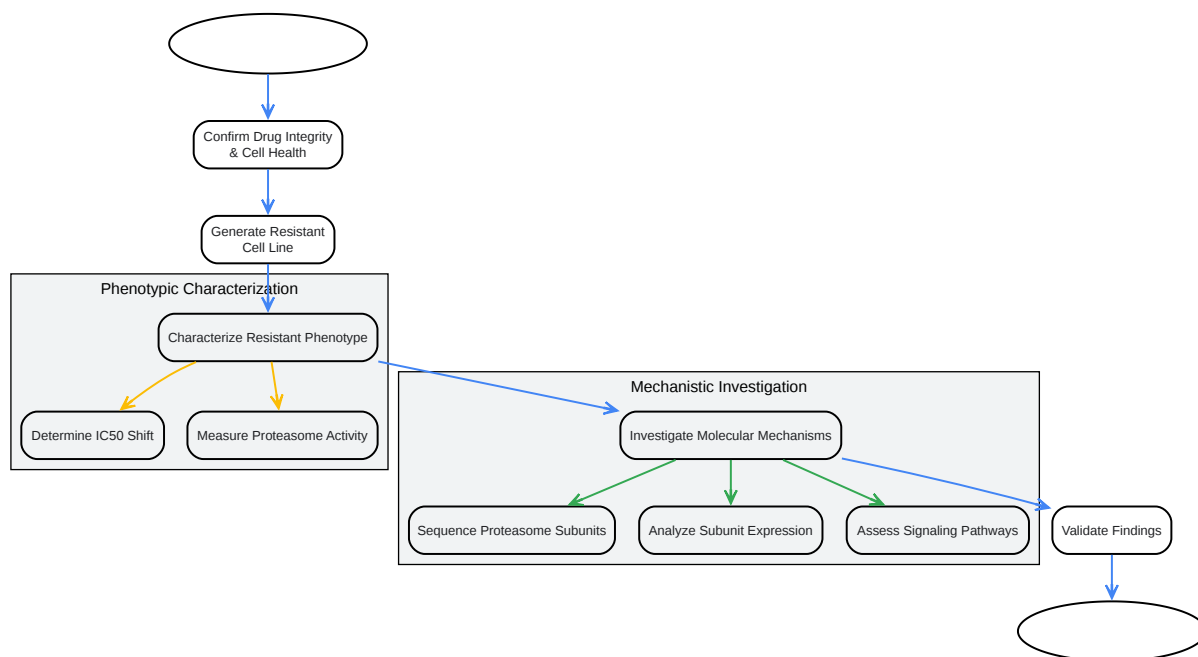 Confirm Drug Integrity
& Cell Health
Generate Resistant
Cell Line
Phenotypic Characterization
Characterize Resistant Phenotype
Determine IC50 Shift
Measure Proteasome Activity
Mechanistic Investigation
Investigate Molecular Mechanisms
Sequence Proteasome Subunits
Analyze Subunit Expression
Assess Signaling Pathways
Validate Findings